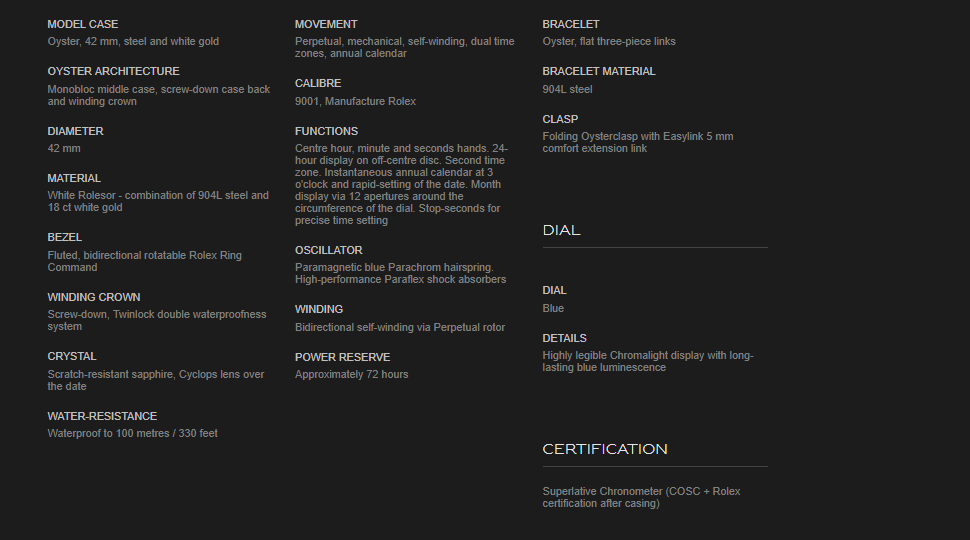 MODEL CASE
Oyster, 42 mm, steel and white gold
OYSTER ARCHITECTURE
Monobloc middle case, screw-down case back
and winding crown
DIAMETER
42 mm
MATERIAL
White Rolesor - combination of 904L steel and
18 ct white gold
BEZEL
Fluted, bidirectional rotatable Rolex Ring
Command
WINDING CROWN
Screw-down, Twinlock double waterproofness
system
CRYSTAL
Scratch-resistant sapphire, Cyclops lens over
the date
WATER-RESISTANCE
Waterproof to 100 metres / 330 feet
MOVEMENT
Perpetual, mechanical, self-winding, dual time
zones, annual calendar
CALIBRE
9001, Manufacture Rolex
FUNCTIONS
Centre hour, minute and seconds hands. 24-
hour display on off-centre disc. Second time
zone. Instantaneous annual calendar at 3
o'clock and rapid-setting of the date. Month
display via 12 apertures around the
circumference of the dial. Stop-seconds for
precise time setting
OSCILLATOR
Paramagnetic blue Parachrom hairspring.
High-performance Paraflex shock absorbers
WINDING
Bidirectional self-winding via Perpetual rotor
POWER RESERVE
Approximately 72 hours
BRACELET
Oyster, flat three-piece links
BRACELET MATERIAL
904L steel
CLASP
Folding Oysterclasp with Easylink 5 mm
comfort extension link
DIAL
DIAL
Blue
DETAILS
Highly legible Chromalight display with long-
lasting blue luminescence
CERTIFICATION
Superlative Chronometer (COSC + Rolex
certification after casing)